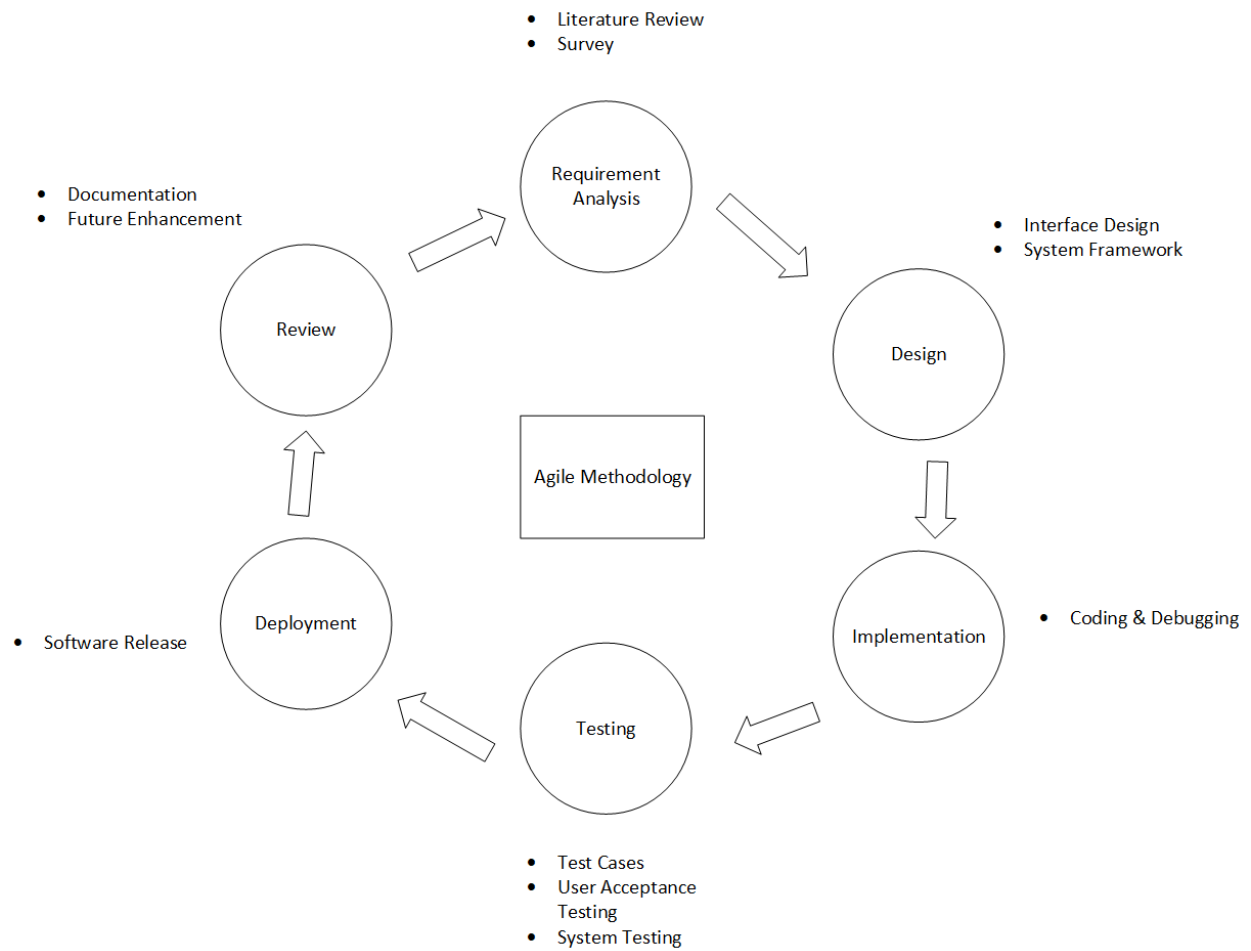 • Literature Review
• Survey
Requirement
Analysis
• Documentation
• Future Enhancement
• Interface Design
• System Framework
Review
Design
Agile Methodology
Deployment
• Software Release
Implementation
• Coding & Debugging
Testing
• Test Cases
• User Acceptance
Testing
• System Testing